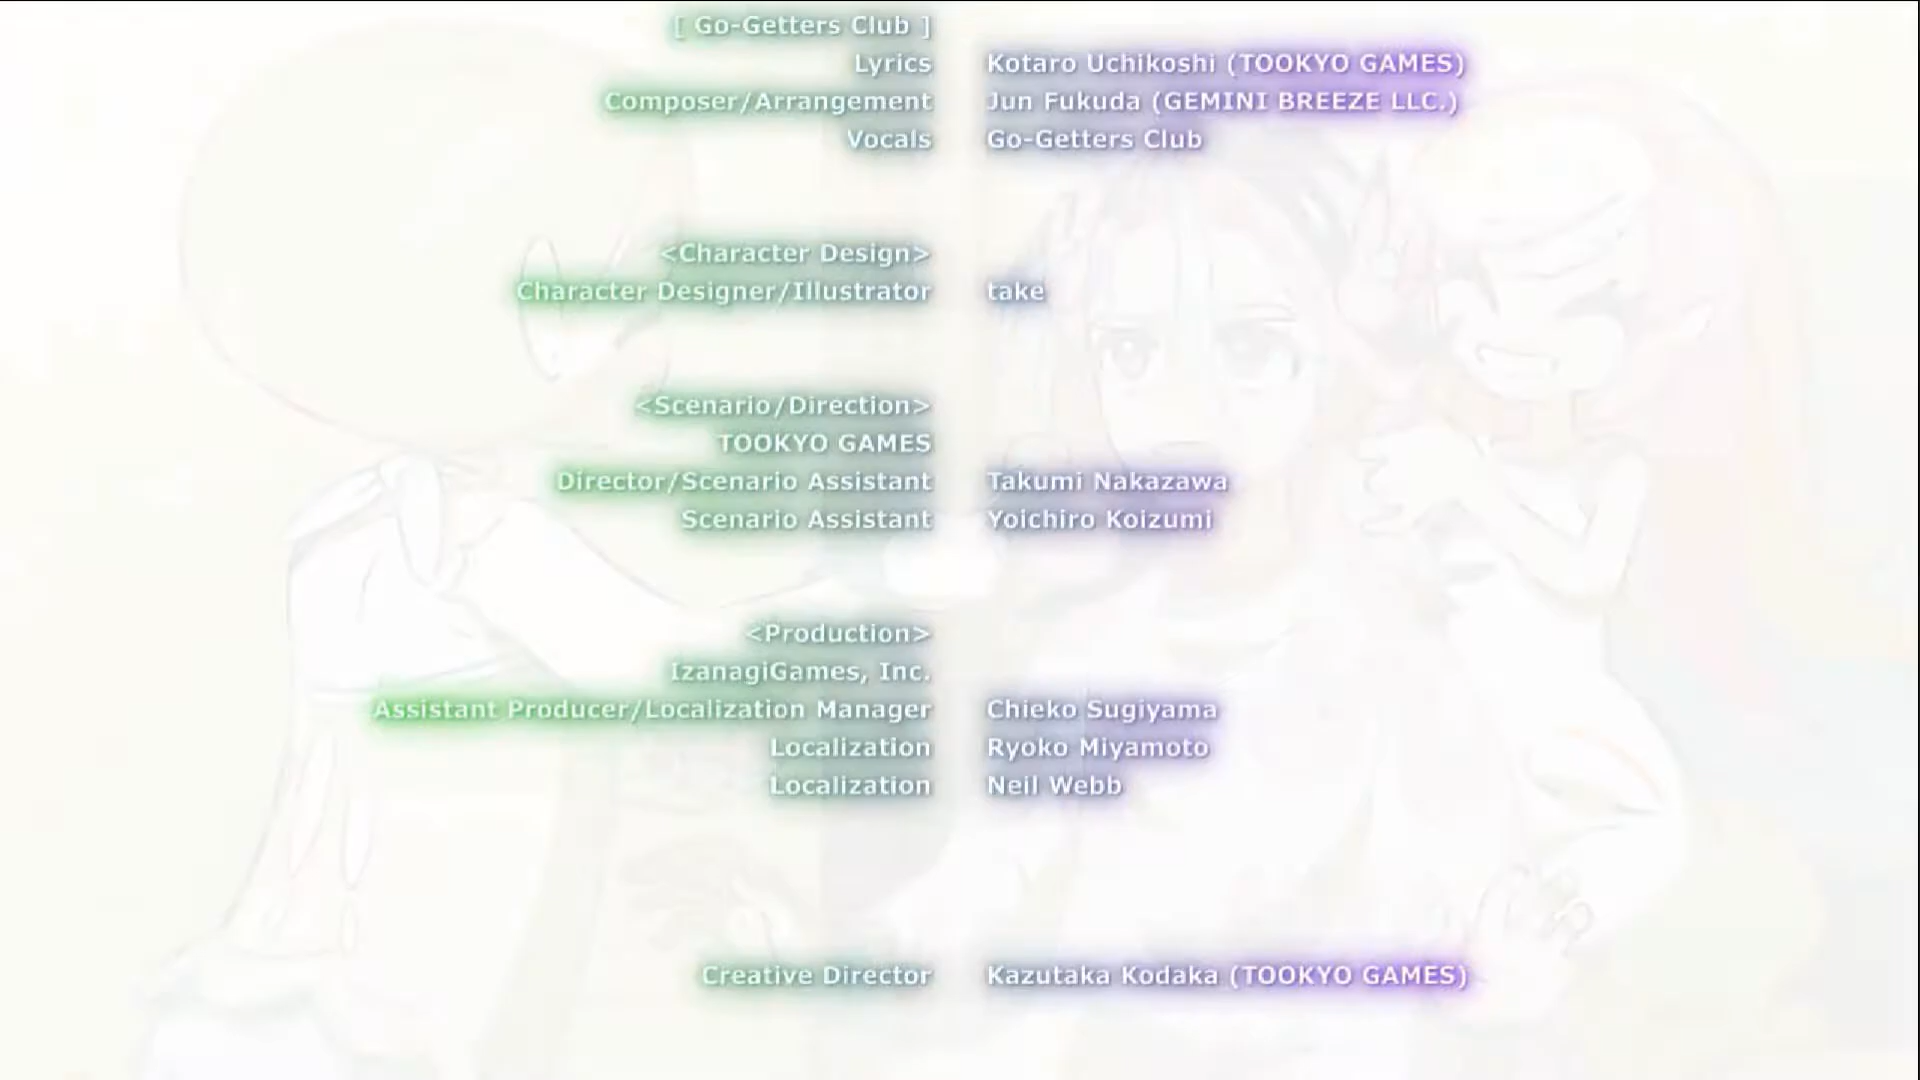 [ Go-Getters Club ]
Lyrics Kotaro Uchikoshi (TOOKYO GAMES)
Composer/Arrangement Jun Fukuda (GEMINI BREEZE LLC.)
Vocals Go-Getters Club
<Character Design>
Character Designer/Illustrator take
<Scenario/Direction>
TOOKYO GAMES
Director/Scenario Assistant Takumi Nakazawa
Scenario Assistant Yoichiro Koizumi
<Production>
IzanagiGames, Inc.
Assistant Producer/Localization Manager Chieko Sugiyama
Localization Ryoko Miyamoto
Localization Neil Webb
Creative Director Kazutaka Kodaka (TOOKYO GAMES)